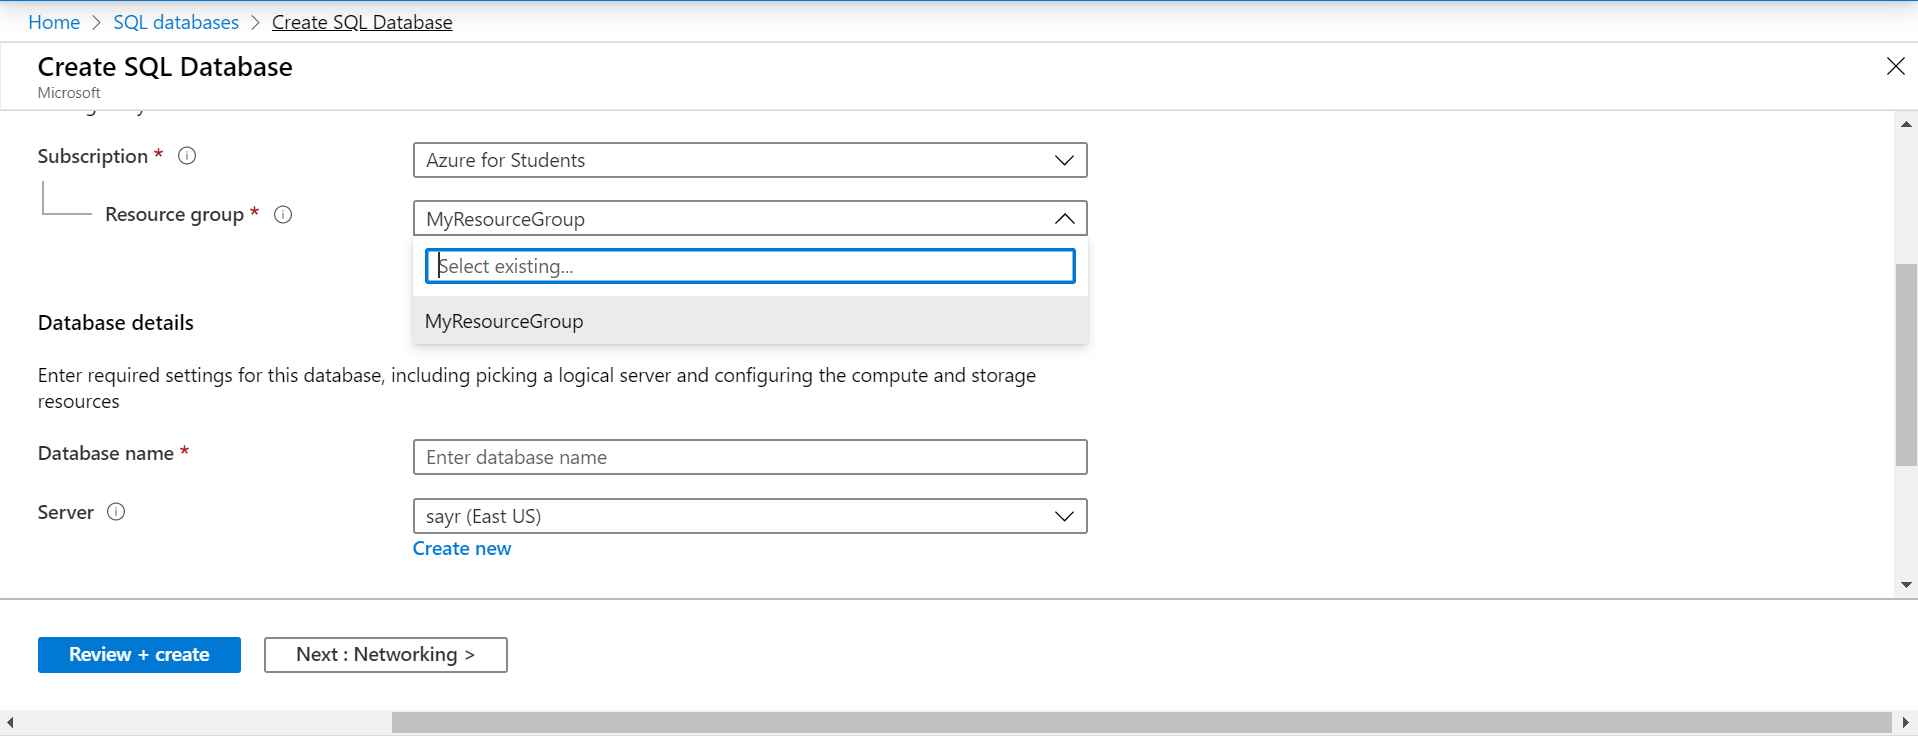 Home > SQL databases > Create SQL Database
Create SQL Database
Microsoft
Subscription * Azure for Students
Resource group * MyResourceGroup
Select existing...
MyResourceGroup
Database details
Enter required settings for this database, including picking a logical server and configuring the compute and storage
resources
Database name * Enter database name
Server sayr (East US)
Create new
Review + create Next : Networking >